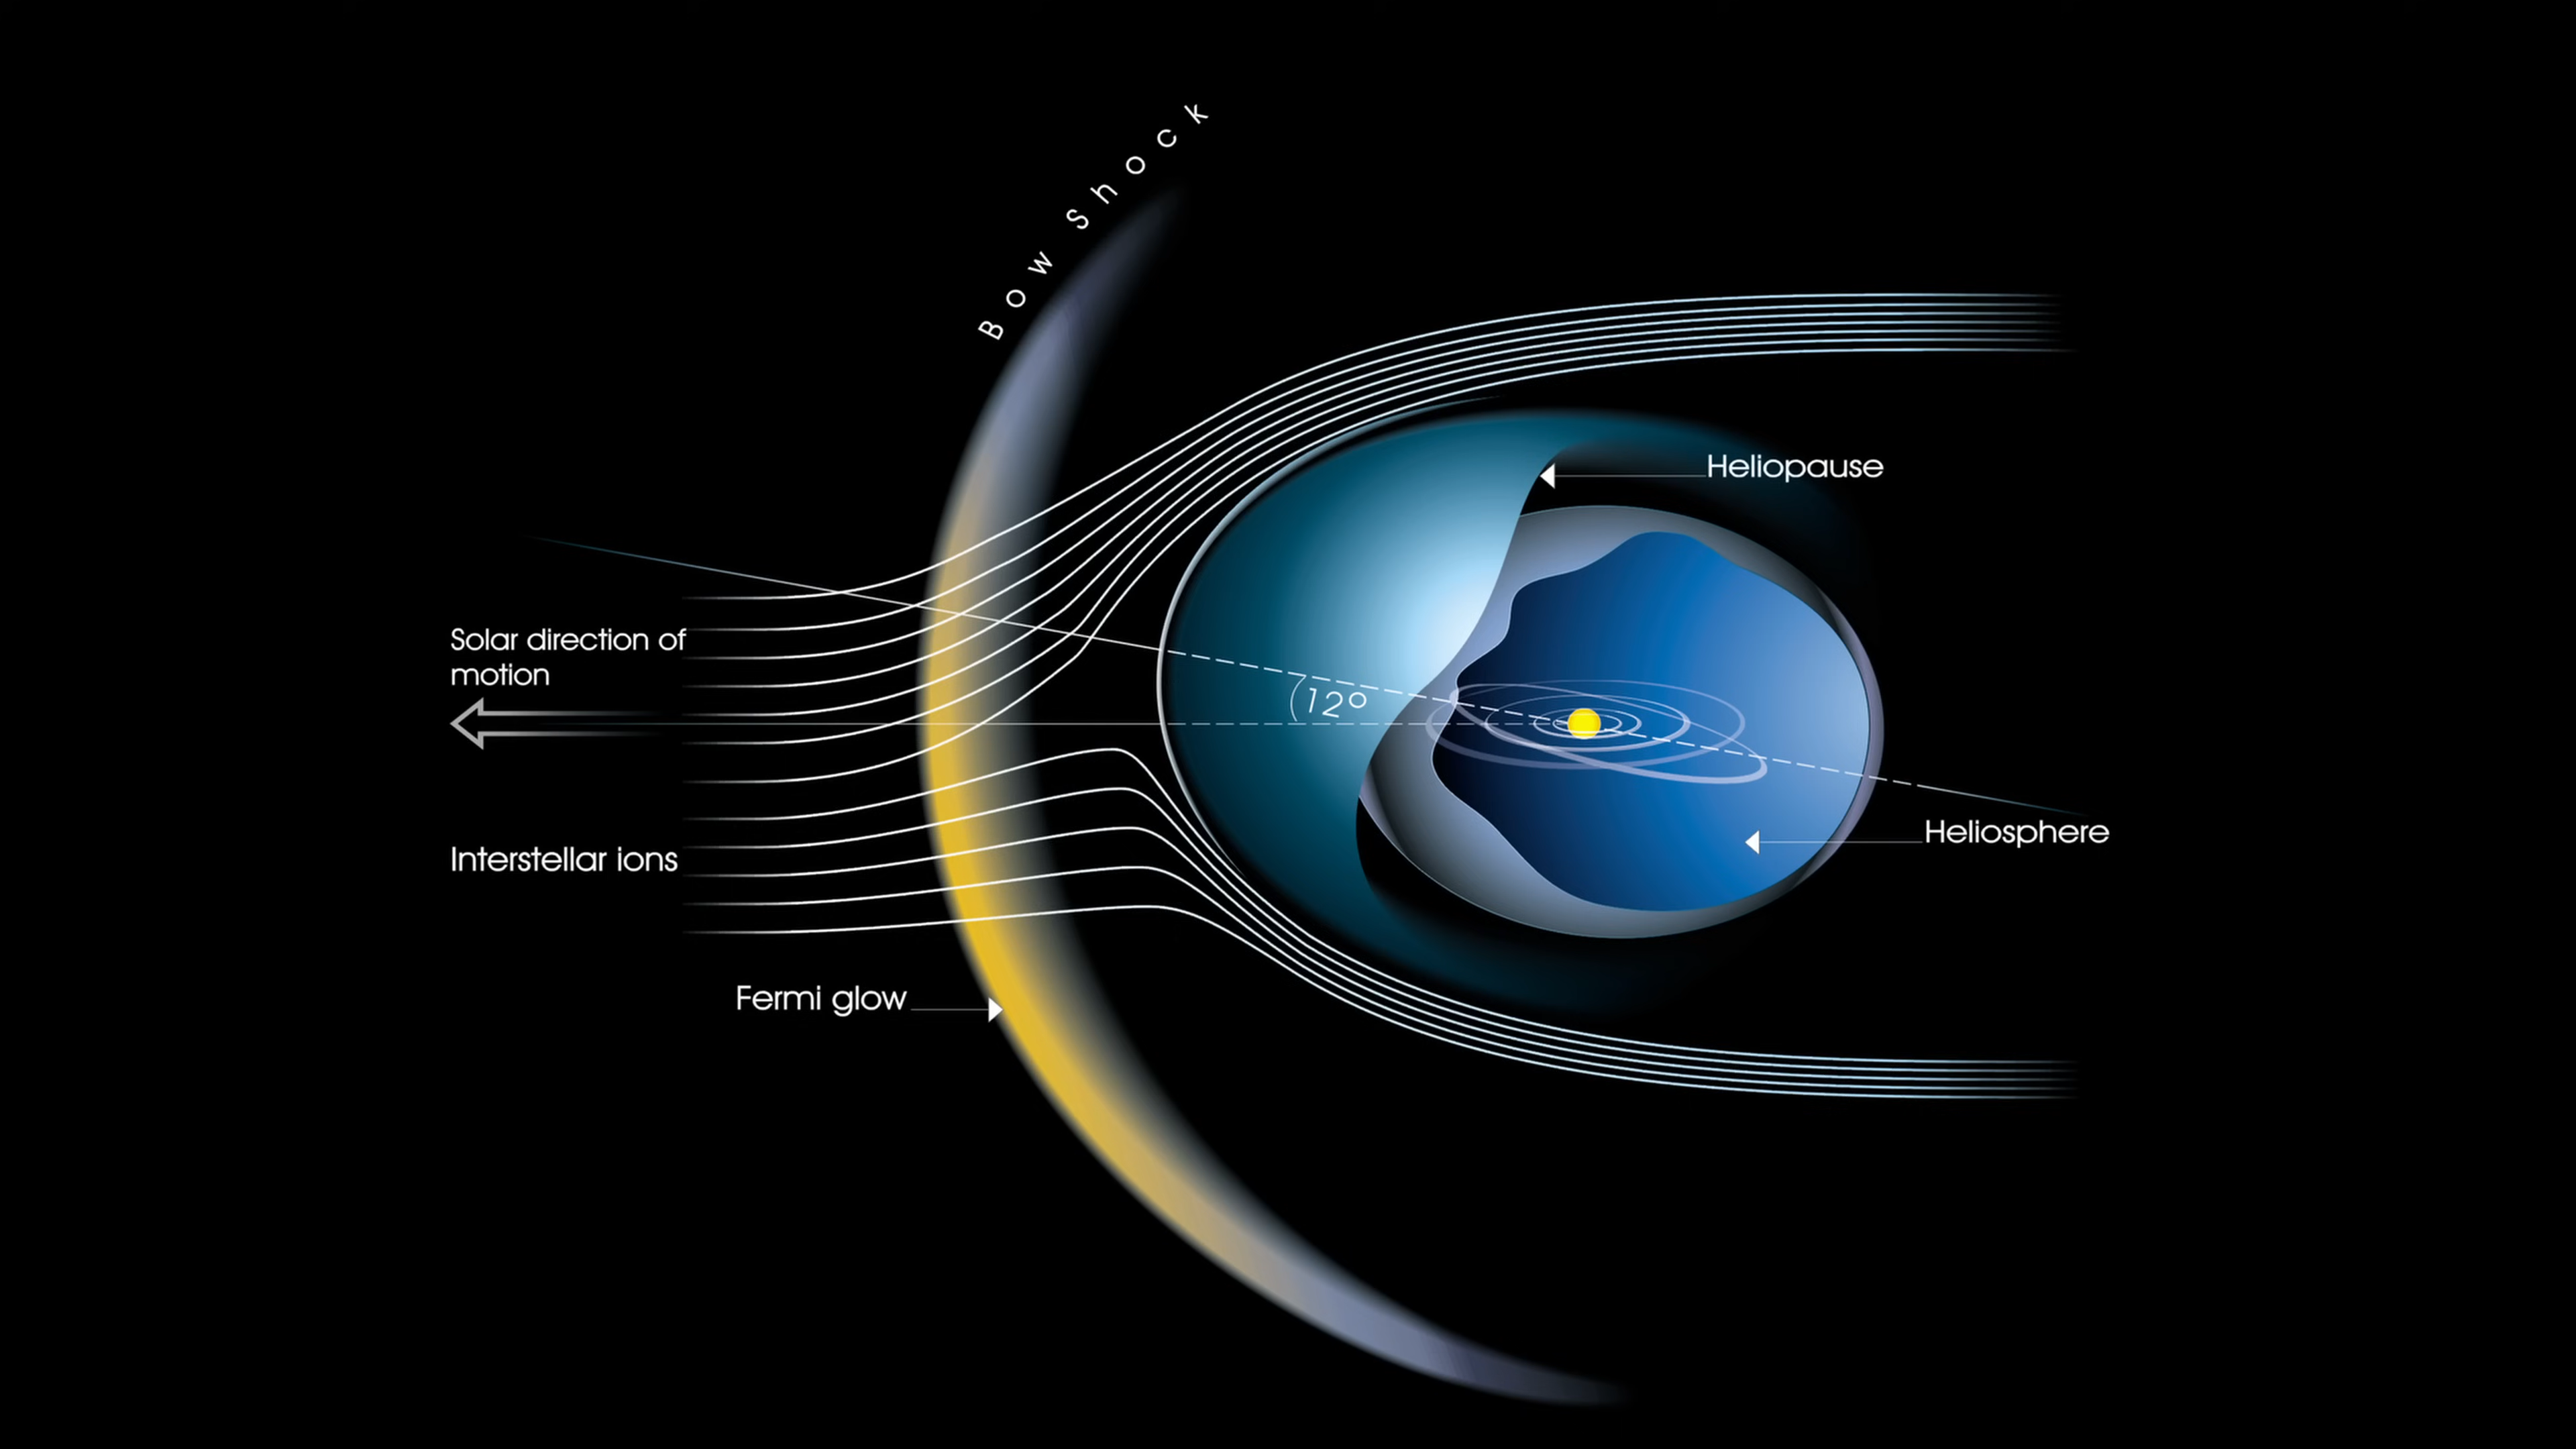 Bow Shock
Heliopause
Solar direction of
motion
12°
Heliosphere
Interstellar ions
Fermi glow